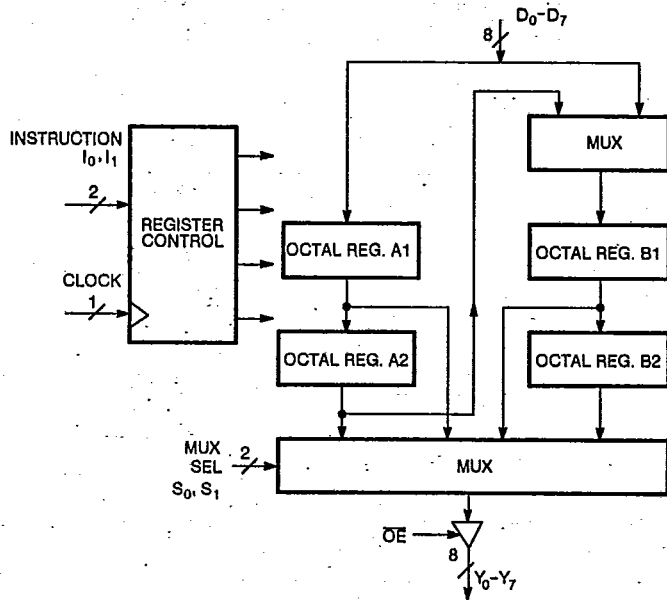 D₀–D₇
8
INSTRUCTION
I₀, I₁
2
REGISTER
CONTROL
CLOCK
1
MUX
OCTAL REG. A1
OCTAL REG. B1
OCTAL REG. A2
OCTAL REG. B2
MUX
SEL
S₀, S₁
2
MUX
O̅E̅
8
Y₀–Y₇